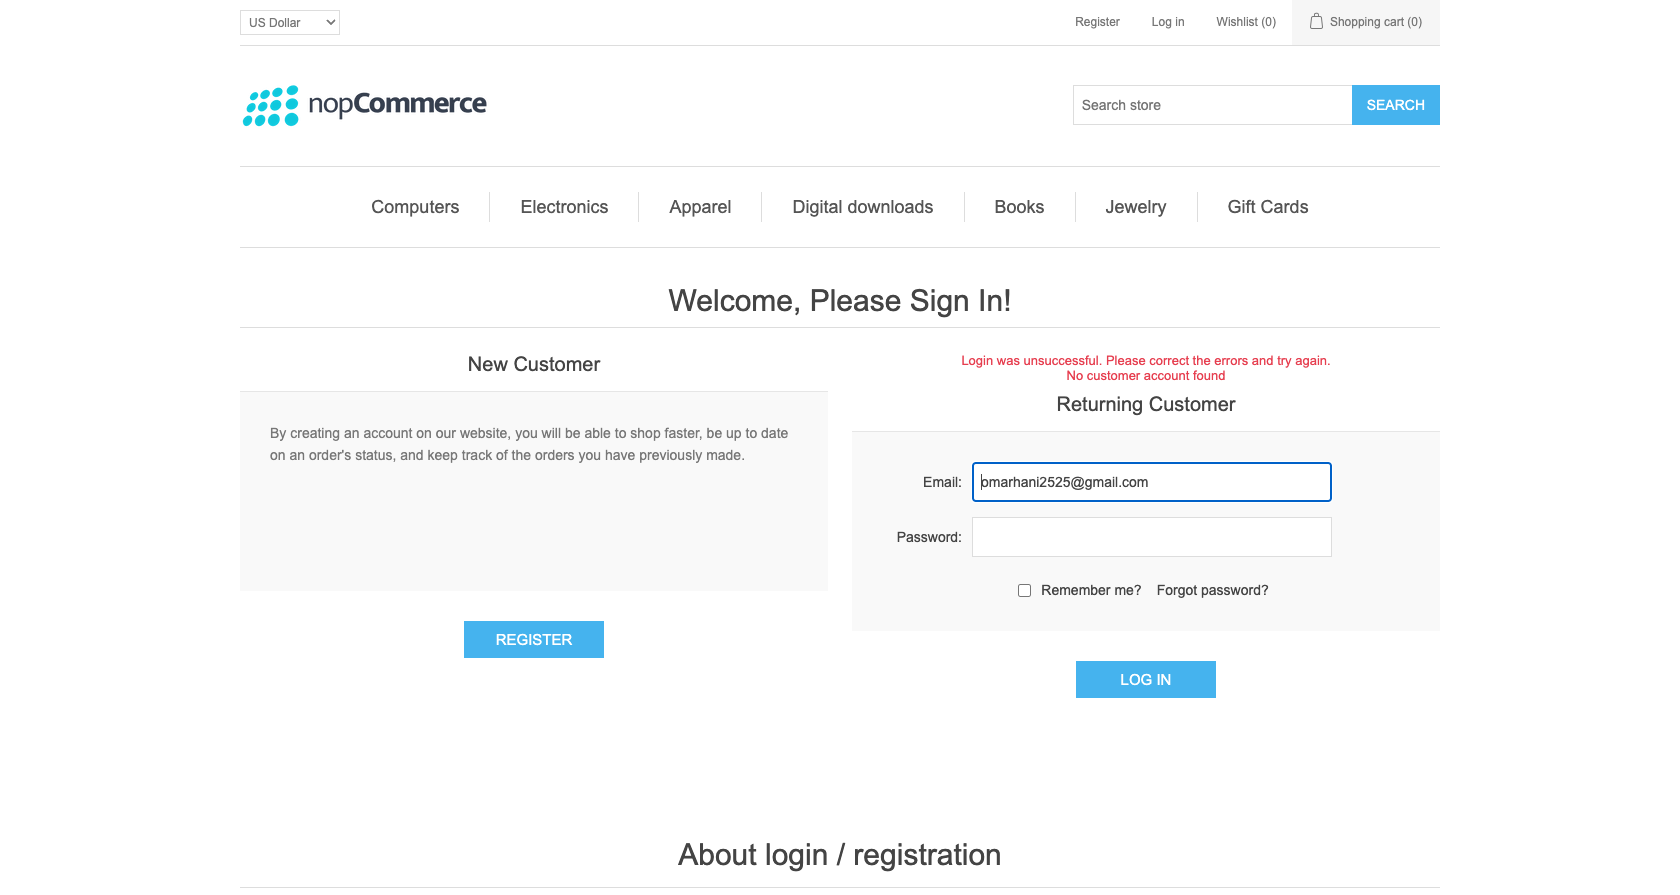 US Dollar
Register
Log in
Wishlist (0)
Shopping cart (0)
nopCommerce
Search store
SEARCH
Computers
Electronics
Apparel
Digital downloads
Books
Jewelry
Gift Cards
Welcome, Please Sign In!
New Customer
By creating an account on our website, you will be able to shop faster, be up to date
on an order's status, and keep track of the orders you have previously made.
REGISTER
Login was unsuccessful. Please correct the errors and try again.
No customer account found
Returning Customer
Email:
omarhani2525@gmail.com
Password:
Remember me?
Forgot password?
LOG IN
About login / registration